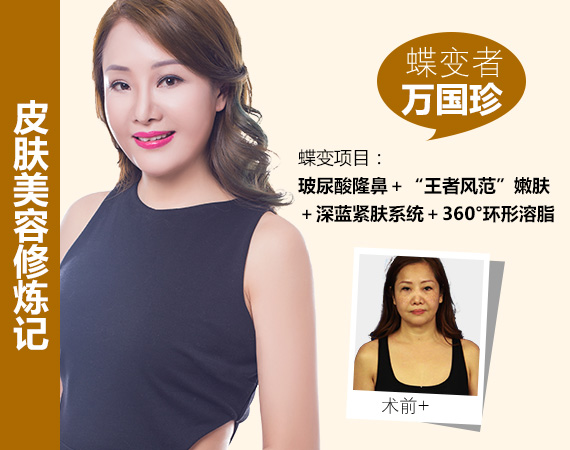 皮肤美容修炼记
蝶变者
万国珍
蝶变项目：
玻尿酸隆鼻＋“王者风范”嫩肤
＋深蓝紧肤系统＋360°环形溶脂
术前+